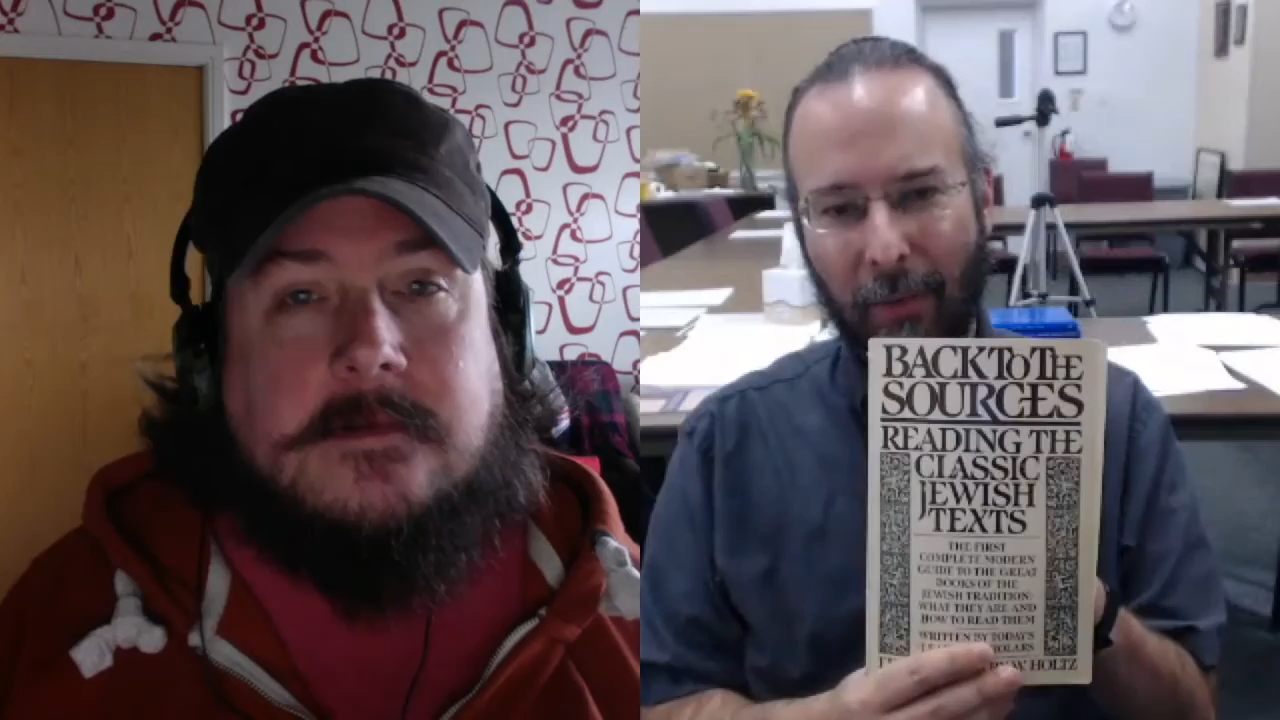 BACK TO THE
SOURCES
READING THE
CLASSIC
JEWISH
TEXTS
THE FIRST
COMPLETE MODERN
GUIDE TO THE GREAT
BOOKS OF THE
JEWISH TRADITION:
WHAT THEY ARE AND
HOW TO READ THEM
WRITTEN BY TODAY'S
HOLTZ